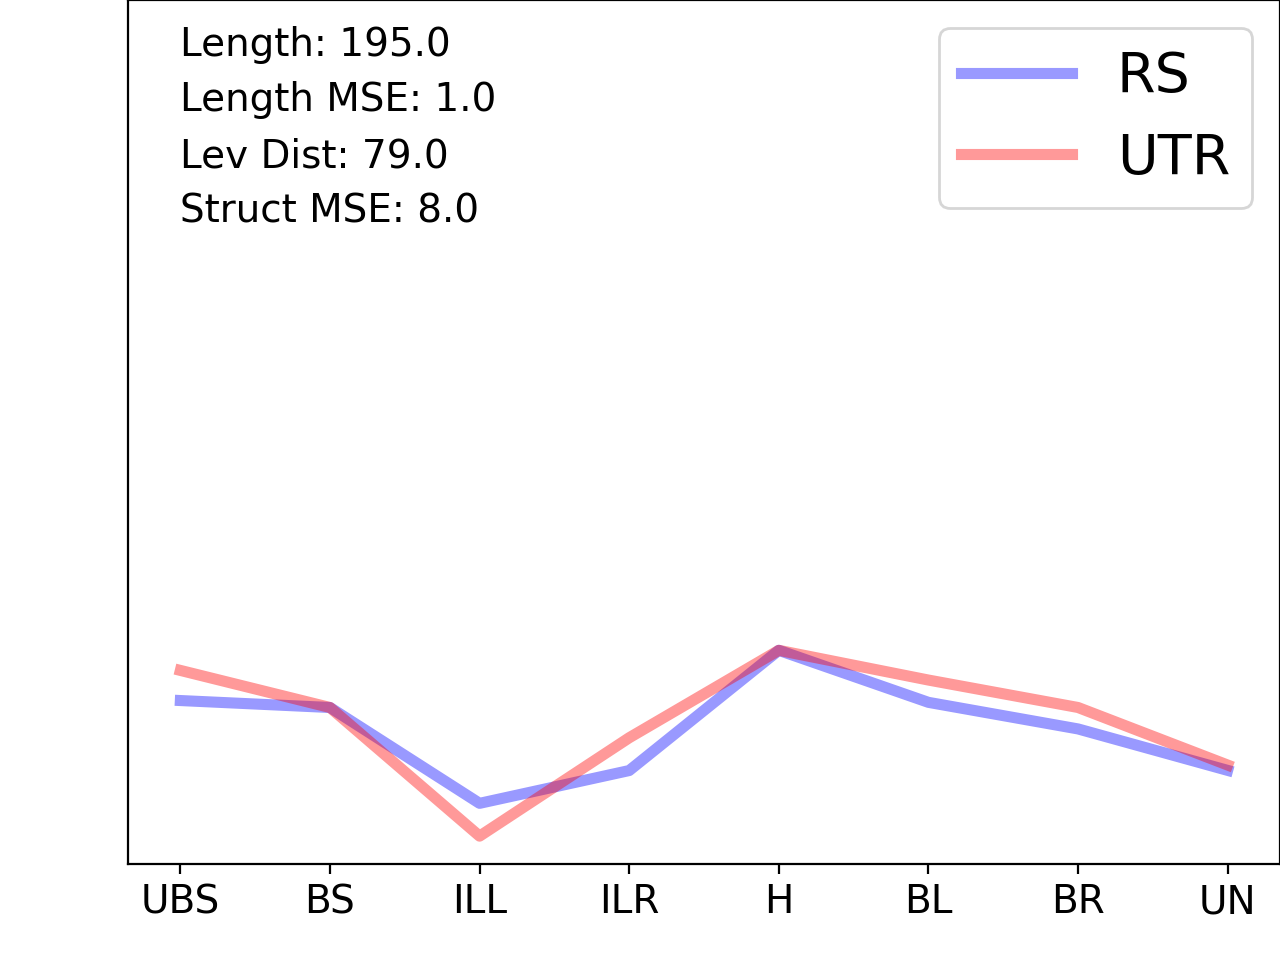 Length: 195.0
Length MSE: 1.0
Lev Dist: 79.0
Struct MSE: 8.0
RS
UTR
UBS BS ILL ILR H BL BR UN